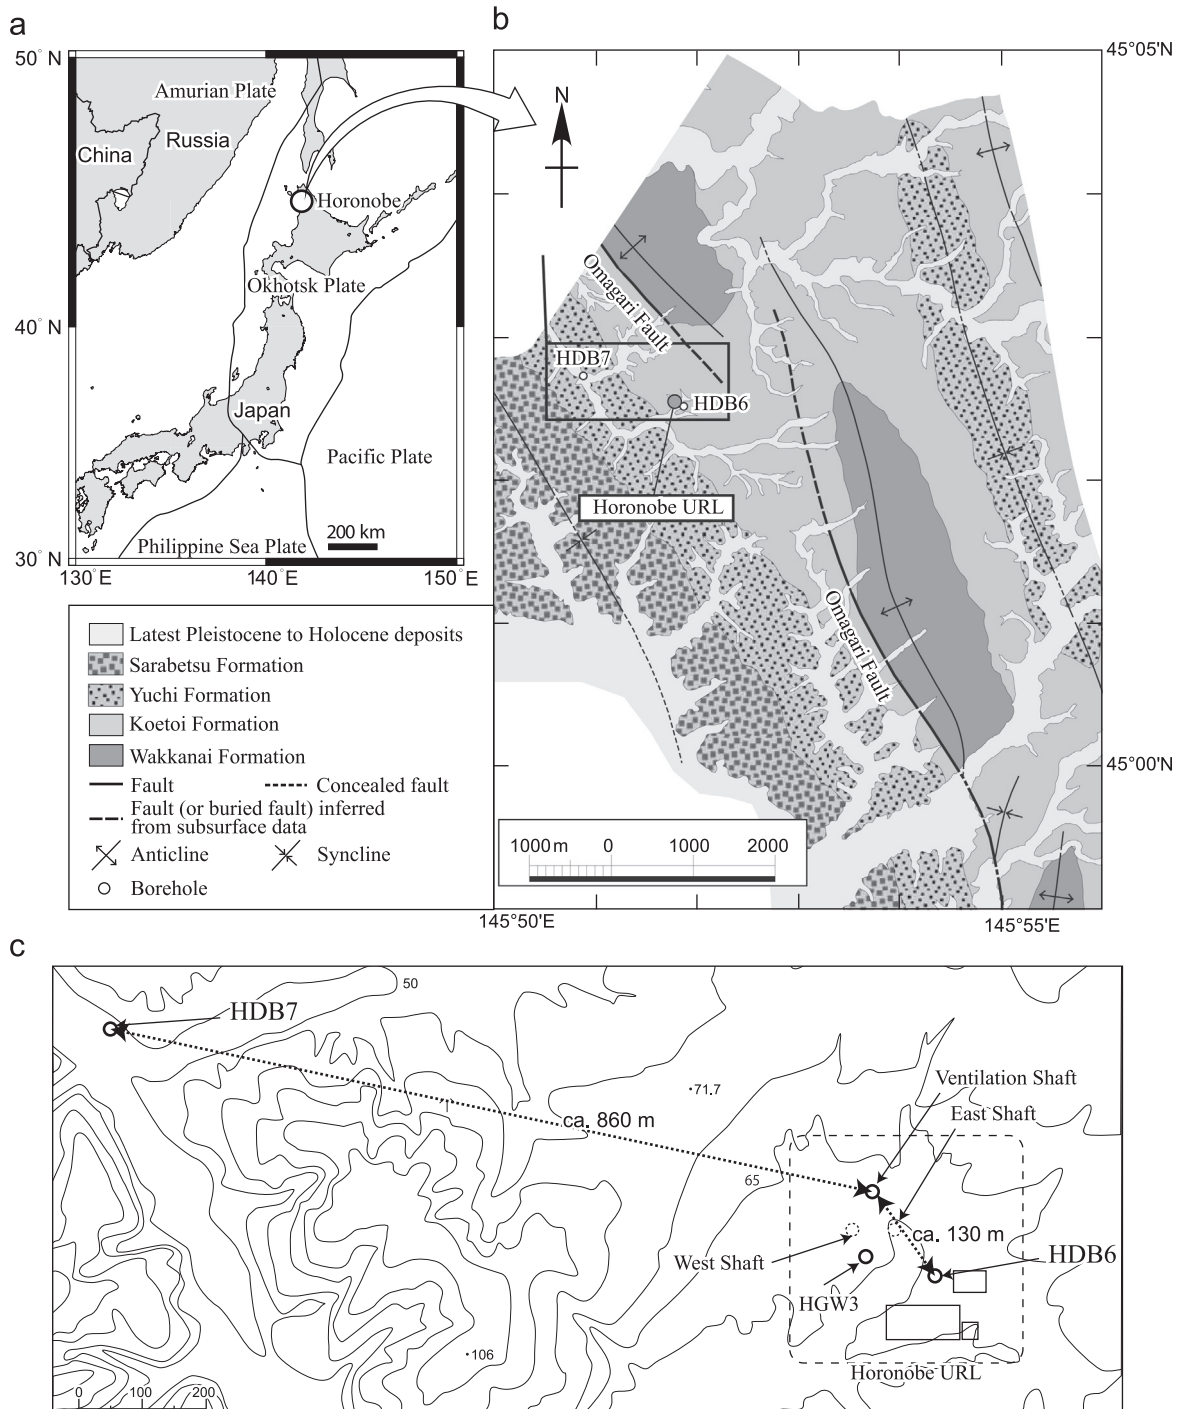 a
50° N
Amurian Plate
Russia
China
Horonobe
Okhotsk Plate
40° N
Japan
Pacific Plate
200 km
Philippine Sea Plate
30° N
130°E
140°E
150°E
Latest Pleistocene to Holocene deposits
Sarabetsu Formation
Yuchi Formation
Koetoi Formation
Wakkanai Formation
Fault
Concealed fault
Fault (or buried fault) inferred
from subsurface data
Anticline
Syncline
Borehole
b
45°05'N
N
Omagari Fault
HDB7
HDB6
Horonobe URL
Omagari Fault
45°00'N
1000m 0 1000 2000
145°50'E
145°55'E
c
50
HDB7
71.7
Ventilation Shaft
East Shaft
ca. 860 m
65
ca. 130 m
West Shaft
HDB6
HGW3
106
Horonobe URL
0 100 200